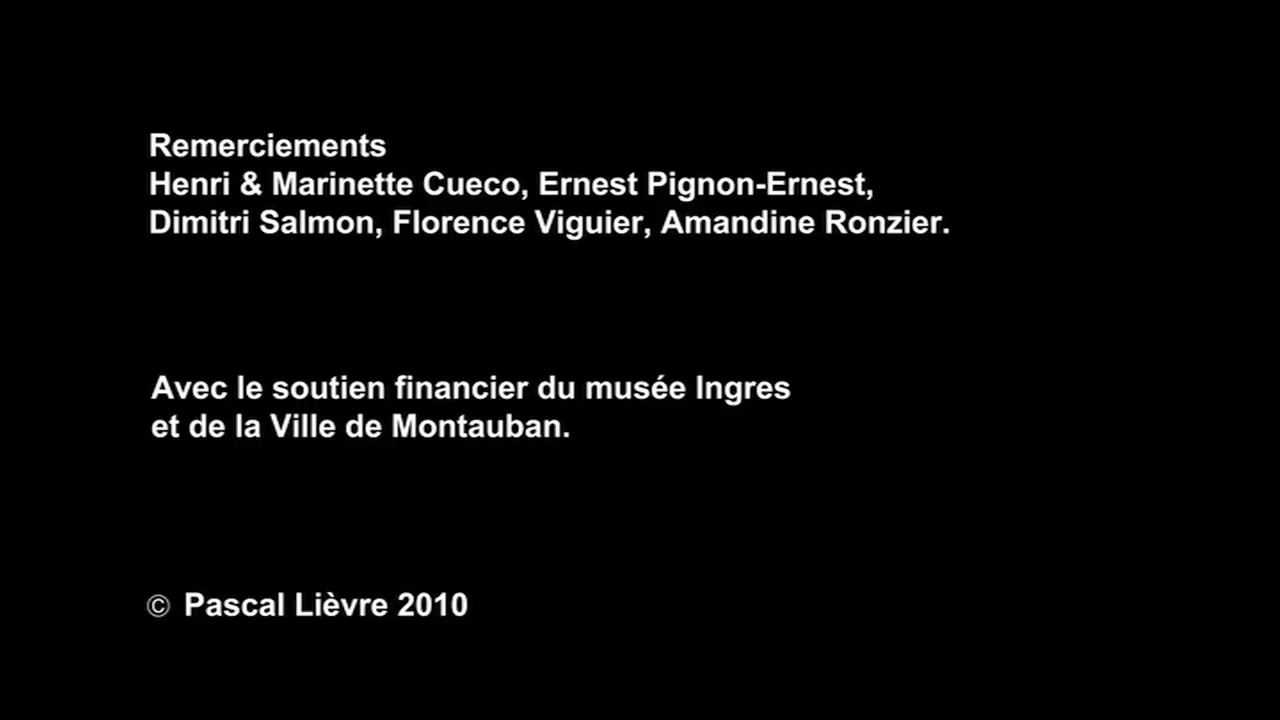 Remerciements
Henri & Marinette Cueco, Ernest Pignon-Ernest,
Dimitri Salmon, Florence Viguier, Amandine Ronzier.
Avec le soutien financier du musée Ingres
et de la Ville de Montauban.
© Pascal Lièvre 2010